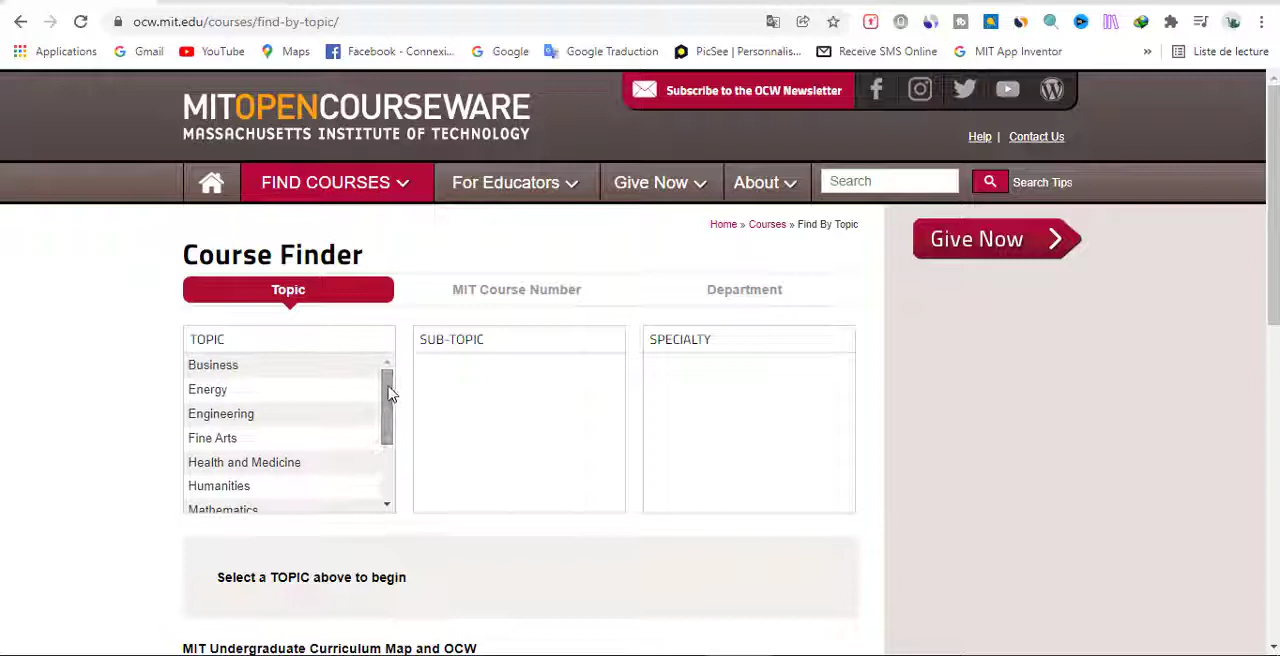 ocw.mit.edu/courses/find-by-topic/
Applications Gmail YouTube Maps Facebook - Connexi... Google Google Traduction PicSee | Personnalis... Receive SMS Online MIT App Inventor » Liste de lecture
Subscribe to the OCW Newsletter
MITOPENCOURSEWARE
MASSACHUSETTS INSTITUTE OF TECHNOLOGY
Help | Contact Us
FIND COURSES For Educators Give Now About Search Search Tips
Home » Courses » Find By Topic
Give Now
Course Finder
Topic MIT Course Number Department
TOPIC SUB-TOPIC SPECIALTY
Business
Energy
Engineering
Fine Arts
Health and Medicine
Humanities
Mathematics
Select a TOPIC above to begin
MIT Undergraduate Curriculum Map and OCW